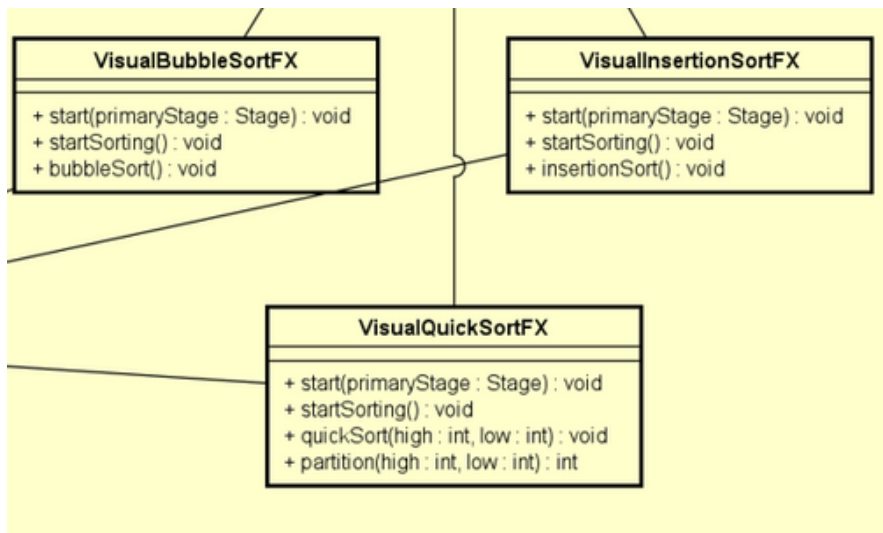 VisualBubbleSortFX
+ start(primaryStage : Stage) : void
+ startSorting() : void
+ bubbleSort() : void
VisualInsertionSortFX
+ start(primaryStage : Stage) : void
+ startSorting() : void
+ insertionSort() : void
VisualQuickSortFX
+ start(primaryStage : Stage) : void
+ startSorting() : void
+ quickSort(high : int, low : int) : void
+ partition(high : int, low : int) : int